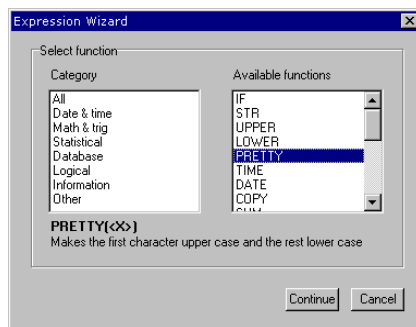 Expression Wizard
Select function
Category
All
Date & time
Math & trig
Statistical
Database
Logical
Information
Other
Available functions
IF
STR
UPPER
LOWER
PRETTY
TIME
DATE
COPY
SUM
PRETTY(<X>)
Makes the first character upper case and the rest lower case
Continue
Cancel